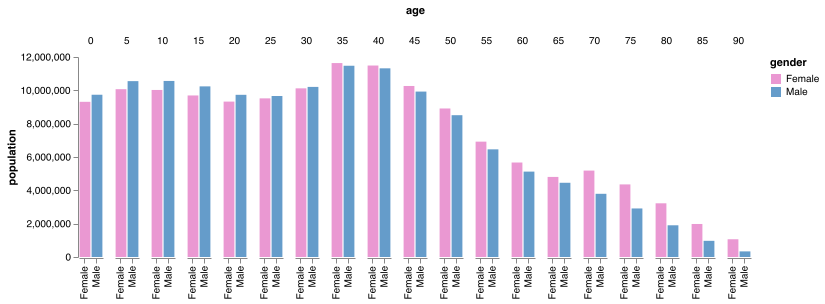 age
0 5 10 15 20 25 30 35 40 45 50 55 60 65 70 75 80 85 90
12,000,000
10,000,000
8,000,000
6,000,000
4,000,000
2,000,000
0
population
Female Male Female Male Female Male Female Male Female Male Female Male Female Male Female Male Female Male Female Male Female Male Female Male Female Male Female Male Female Male Female Male Female Male Female Male Female Male
gender
Female
Male